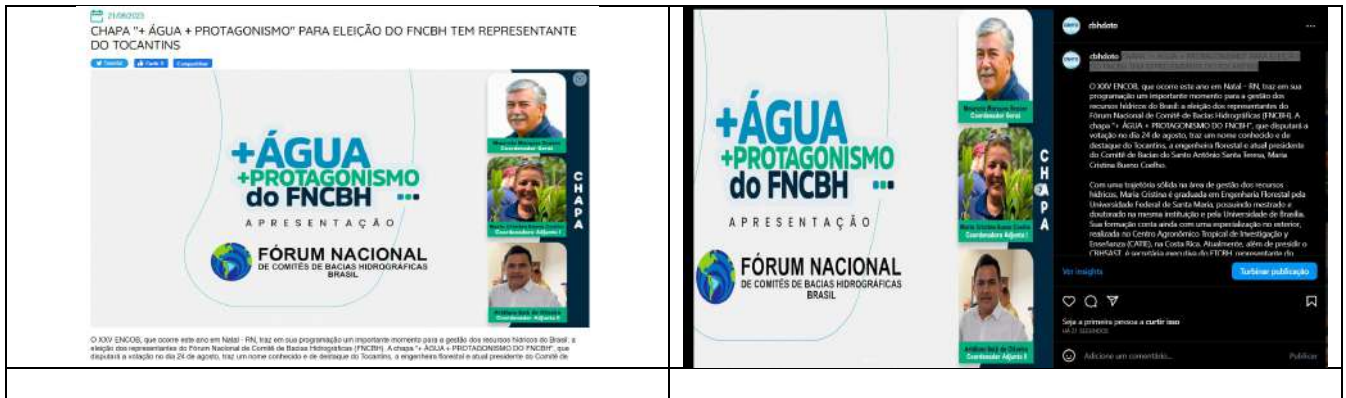 21/08/2023
CHAPA "+ ÁGUA + PROTAGONISMO" PARA ELEIÇÃO DO FNCBH TEM REPRESENTANTE
DO TOCANTINS
Compartilhar
+ÁGUA
+PROTAGONISMO
do FNCBH
APRESENTAÇÃO
FÓRUM NACIONAL
DE COMITÊS DE BACIAS HIDROGRÁFICAS
BRASIL
Coordenador Geral
Coordenadora Adjunta I
Coordenador Adjunto II
CHAPA
O XXV ENCOB, que ocorre este ano em Natal - RN, traz em sua programação um importante momento para a gestão dos recursos hídricos do Brasil: a
eleição dos representantes do Fórum Nacional de Comitê de Bacias Hidrográficas (FNCBH). A chapa "+ ÁGUA + PROTAGONISMO DO FNCBH", que
disputará a votação no dia 24 de agosto, traz um nome conhecido e de destaque do Tocantins, a engenheira florestal e atual presidente do Comitê de
+ÁGUA
+PROTAGONISMO
do FNCBH
APRESENTAÇÃO
FÓRUM NACIONAL
DE COMITÊS DE BACIAS HIDROGRÁFICAS
BRASIL
Coordenador Geral
Coordenadora Adjunta I
Coordenador Adjunto II
CHAPA
cbhdoto
cbhdoto
O XXV ENCOB, que ocorre este ano em Natal - RN, traz em sua
programação um importante momento para a gestão dos
recursos hídricos do Brasil: a eleição dos representantes do
Fórum Nacional de Comitê de Bacias Hidrográficas (FNCBH). A
chapa "+ ÁGUA + PROTAGONISMO DO FNCBH", que disputará a
votação no dia 24 de agosto, traz um nome conhecido e de
destaque do Tocantins, a engenheira florestal e atual presidente
do Comitê de Bacias do Santo Antônio Santa Tereza, Maria
Cristina Bueno Coelho.
Com uma trajetória sólida na área de gestão dos recursos
hídricos, Maria Cristina é graduada em Engenharia Florestal pela
Universidade Federal de Santa Maria, possuindo mestrado e
doutorado na mesma instituição e pela Universidade de Brasília.
Sua formação conta ainda com uma especialização no exterior,
realizada no Centro Agronômico Tropical de Investigação y
Enseñanza (CATIE), na Costa Rica. Atualmente, além de presidir o
CBHSAST, é secretária executiva do FTCBH, representante do
Ver insights
Turbinar publicação
Seja a primeira pessoa a curtir isso
HÁ 21 SEGUNDOS
Adicione um comentário...
Publicar